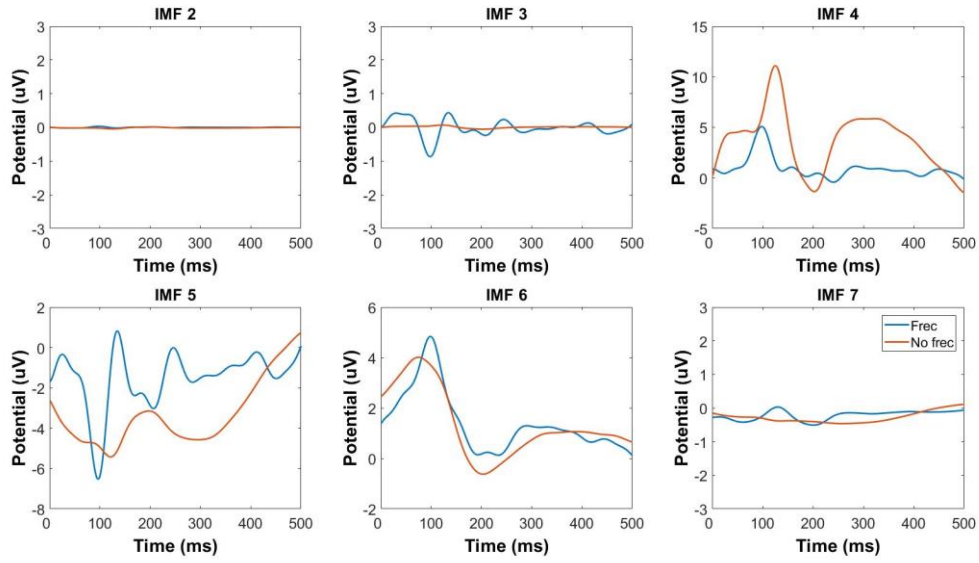 IMF 2
3
2
1
0
-1
-2
-3
Potential (uV)
0 100 200 300 400 500
Time (ms)
IMF 3
3
2
1
0
-1
-2
-3
Potential (uV)
0 100 200 300 400 500
Time (ms)
IMF 4
15
10
5
0
-5
Potential (uV)
0 100 200 300 400 500
Time (ms)
IMF 5
2
0
-2
-4
-6
-8
Potential (uV)
0 100 200 300 400 500
Time (ms)
IMF 6
6
4
2
0
-2
Potential (uV)
0 100 200 300 400 500
Time (ms)
IMF 7
3
2
1
0
-1
-2
-3
Potential (uV)
Frec
No frec
0 100 200 300 400 500
Time (ms)